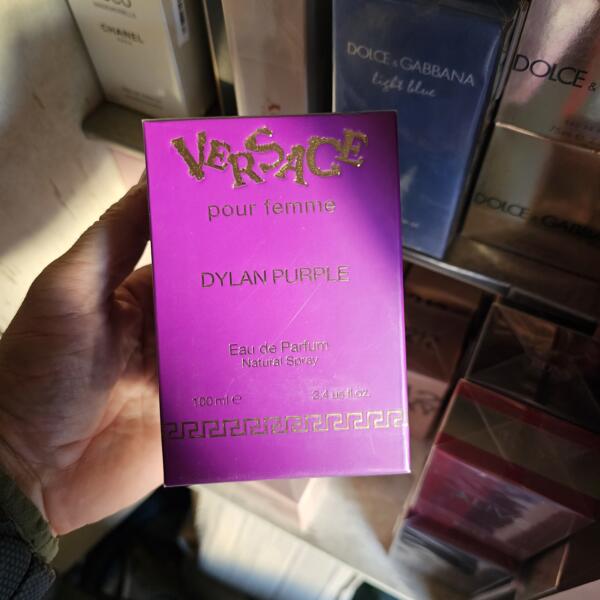 CHANEL
DOLCE & GABBANA
light blue
DOLCE &
DOLCE & GABBANA
VERSACE
pour femme
DYLAN PURPLE
Eau de Parfum
Natural Spray
100 ml e 3.4 us fl.oz.